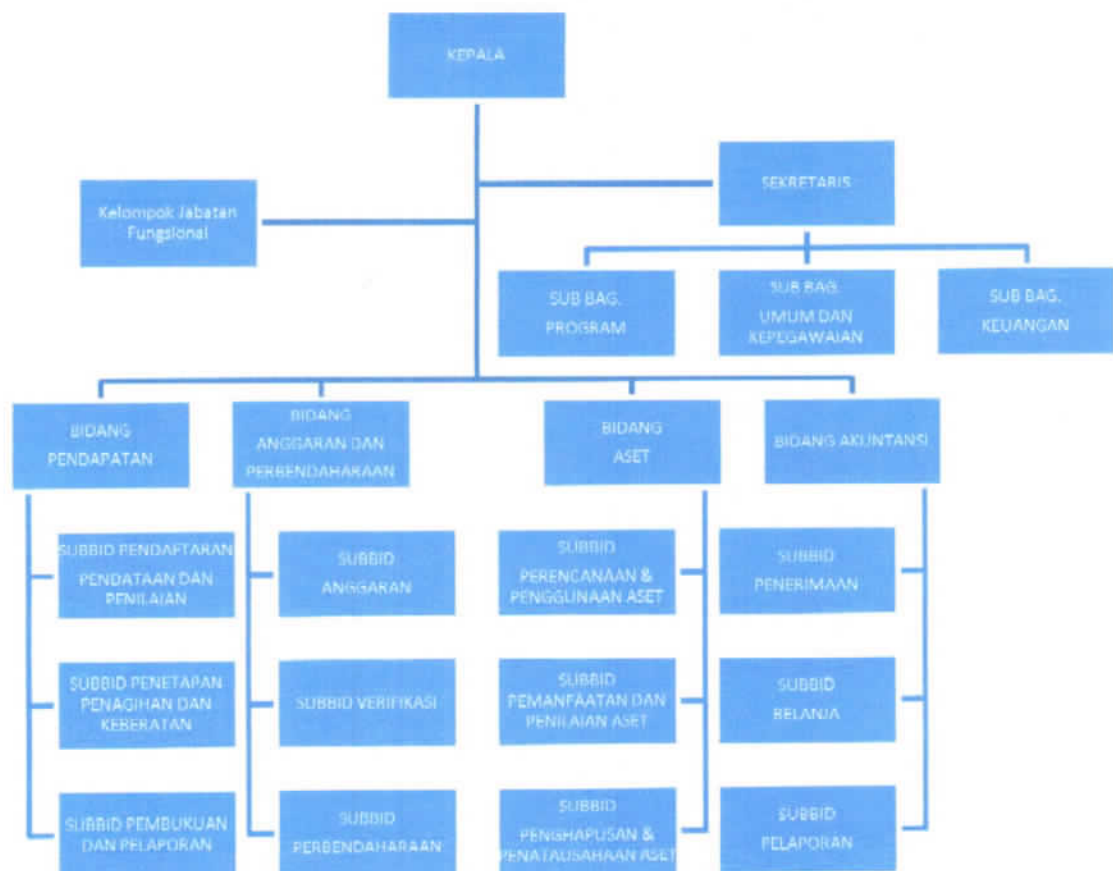 KEPALA
SEKRETARIS
Kelompok Jabatan
Fungsional
SUB BAG.
PROGRAM
SUB BAG.
UMUM DAN
KEPEGAWAIAN
SUB BAG.
KEUANGAN
BIDANG
PENDAPATAN
BIDANG
ANGGARAN DAN
PERBENDAHARAAN
BIDANG
ASET
BIDANG AKUNTANSI
SUBBID PENDAFTARAN
PENDATAAN DAN
PENILAIAN
SUBBID
ANGGARAN
SUBBID
PERENCANAAN &
PENGGUNAAN ASET
SUBBID
PENERIMAAN
SUBBID PENETAPAN
PENAGIHAN DAN
KEBERATAN
SUBBID VERIFIKASI
SUBBID
PEMANFAATAN DAN
PENILAIAN ASET
SUBBID
BELANJA
SUBBID PEMBUKUAN
DAN PELAPORAN
SUBBID
PERBENDAHARAAN
SUBBID
PENGHAPUSAN &
PENATAUSAHAAN ASET
SUBBID
PELAPORAN